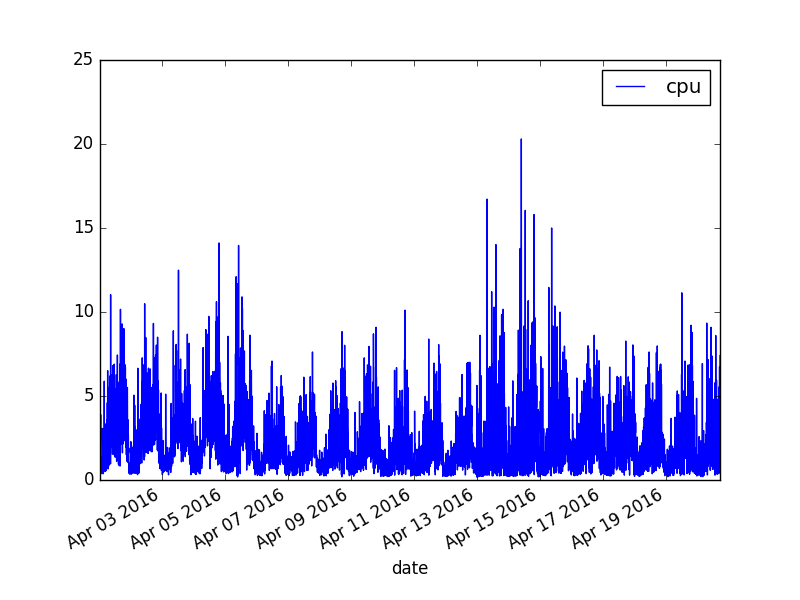 25
20
15
10
5
0
cpu
Apr 03 2016
Apr 05 2016
Apr 07 2016
Apr 09 2016
Apr 11 2016
Apr 13 2016
Apr 15 2016
Apr 17 2016
Apr 19 2016
date